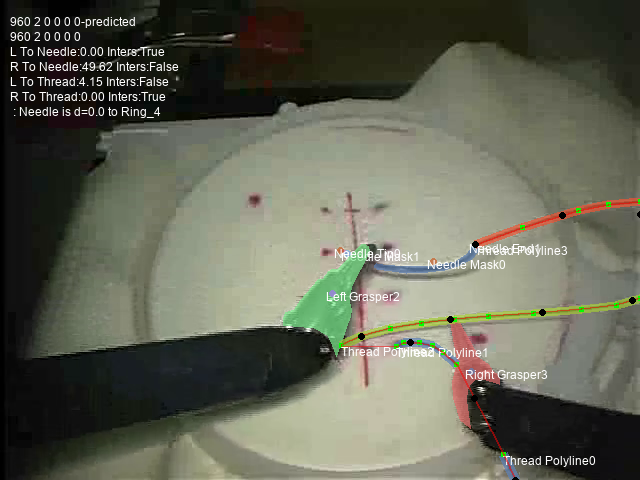 960 2 0 0 0 0-predicted
960 2 0 0 0 0
L To Needle:0.00 Inters:True
R To Needle:49.62 Inters:False
L To Thread:4.15 Inters:False
R To Thread:0.00 Inters:True
: Needle is d=0.0 to Ring_4
Needle End1
Thread Polyline3
Mask1
Needle Mask0
Left Grasper2
Thread Polyline2
Polyline1
Right Grasper3
Thread Polyline0